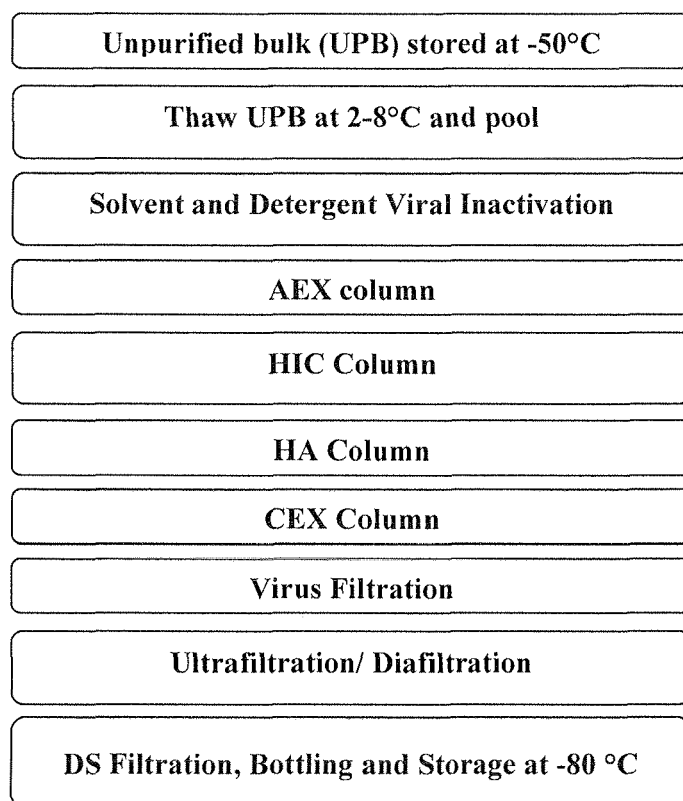 Unpurified bulk (UPB) stored at -50°C
Thaw UPB at 2-8°C and pool
Solvent and Detergent Viral Inactivation
AEX column
HIC Column
HA Column
CEX Column
Virus Filtration
Ultrafiltration/ Diafiltration
DS Filtration, Bottling and Storage at -80 °C